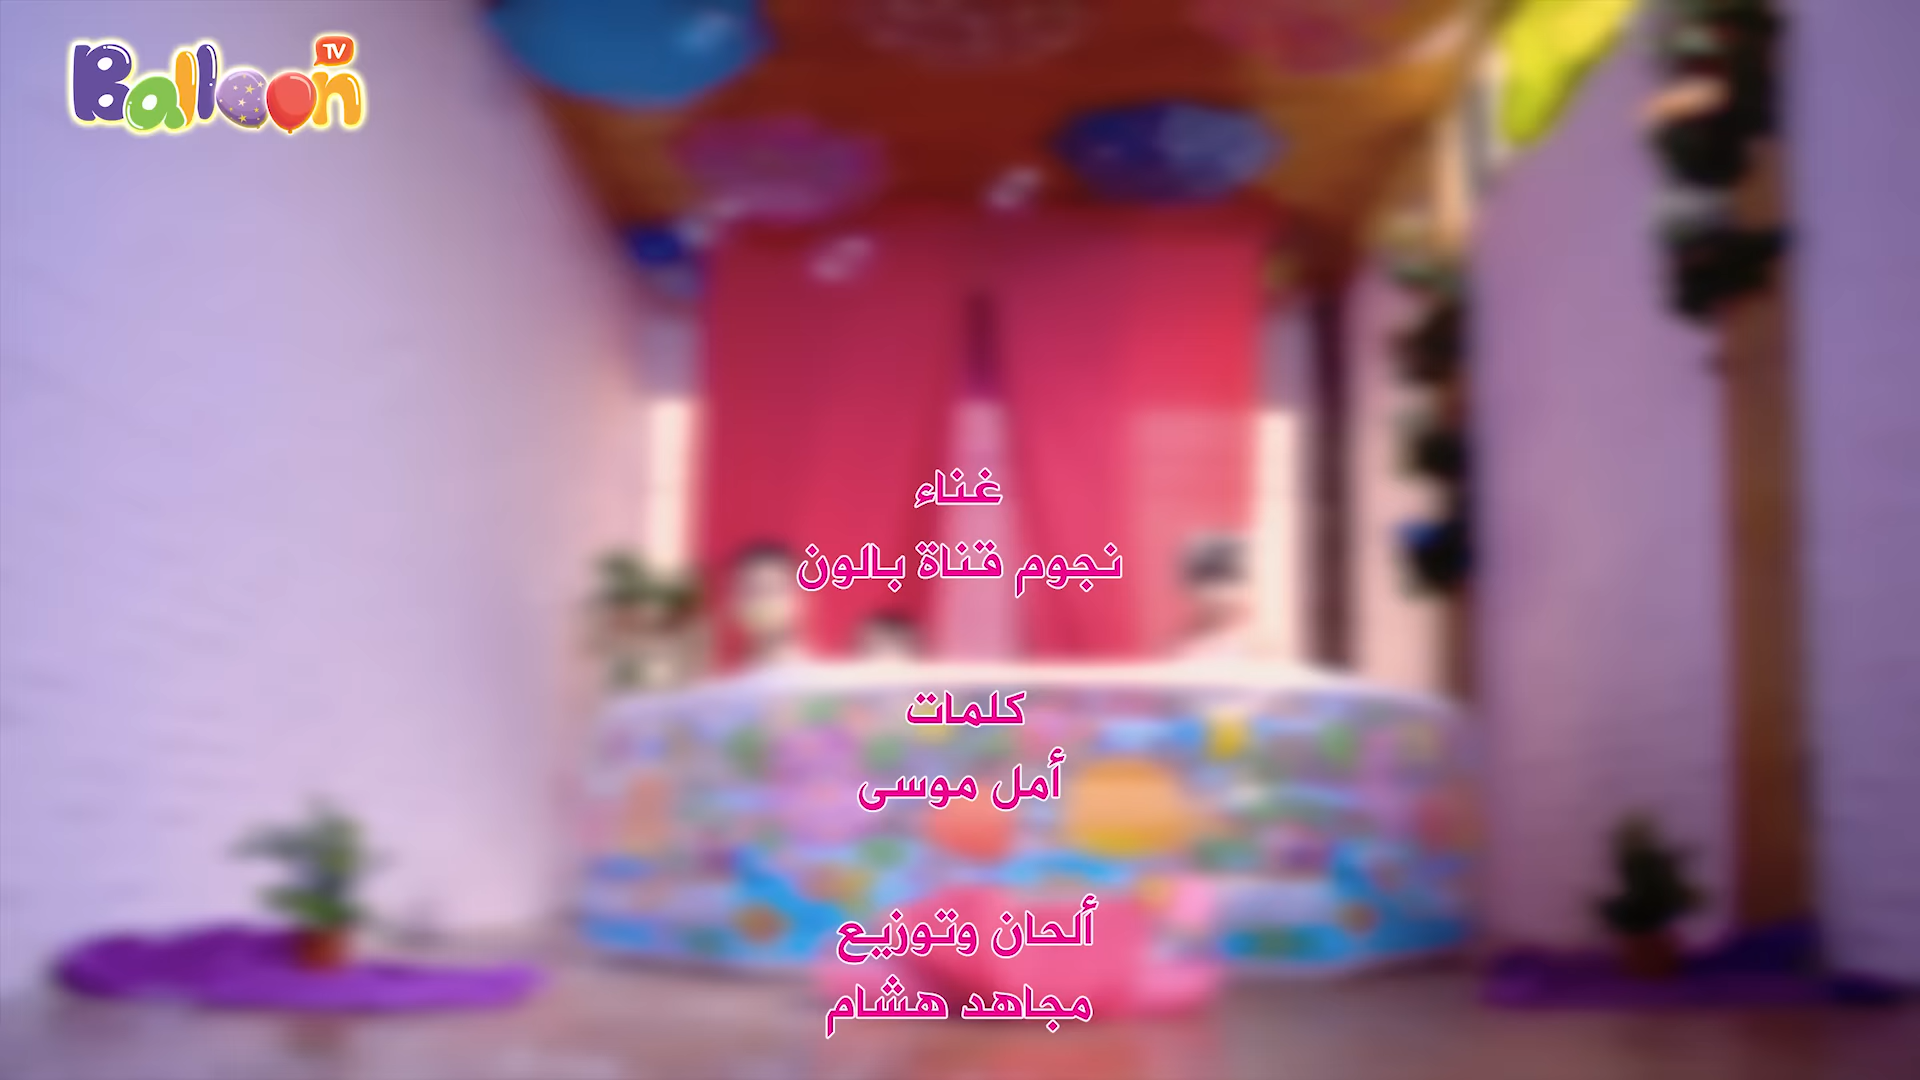 Balloon TV
غناء
نجوم قناة بالون
كلمات
أمل موسى
ألحان وتوزيع
مجاهد هشام